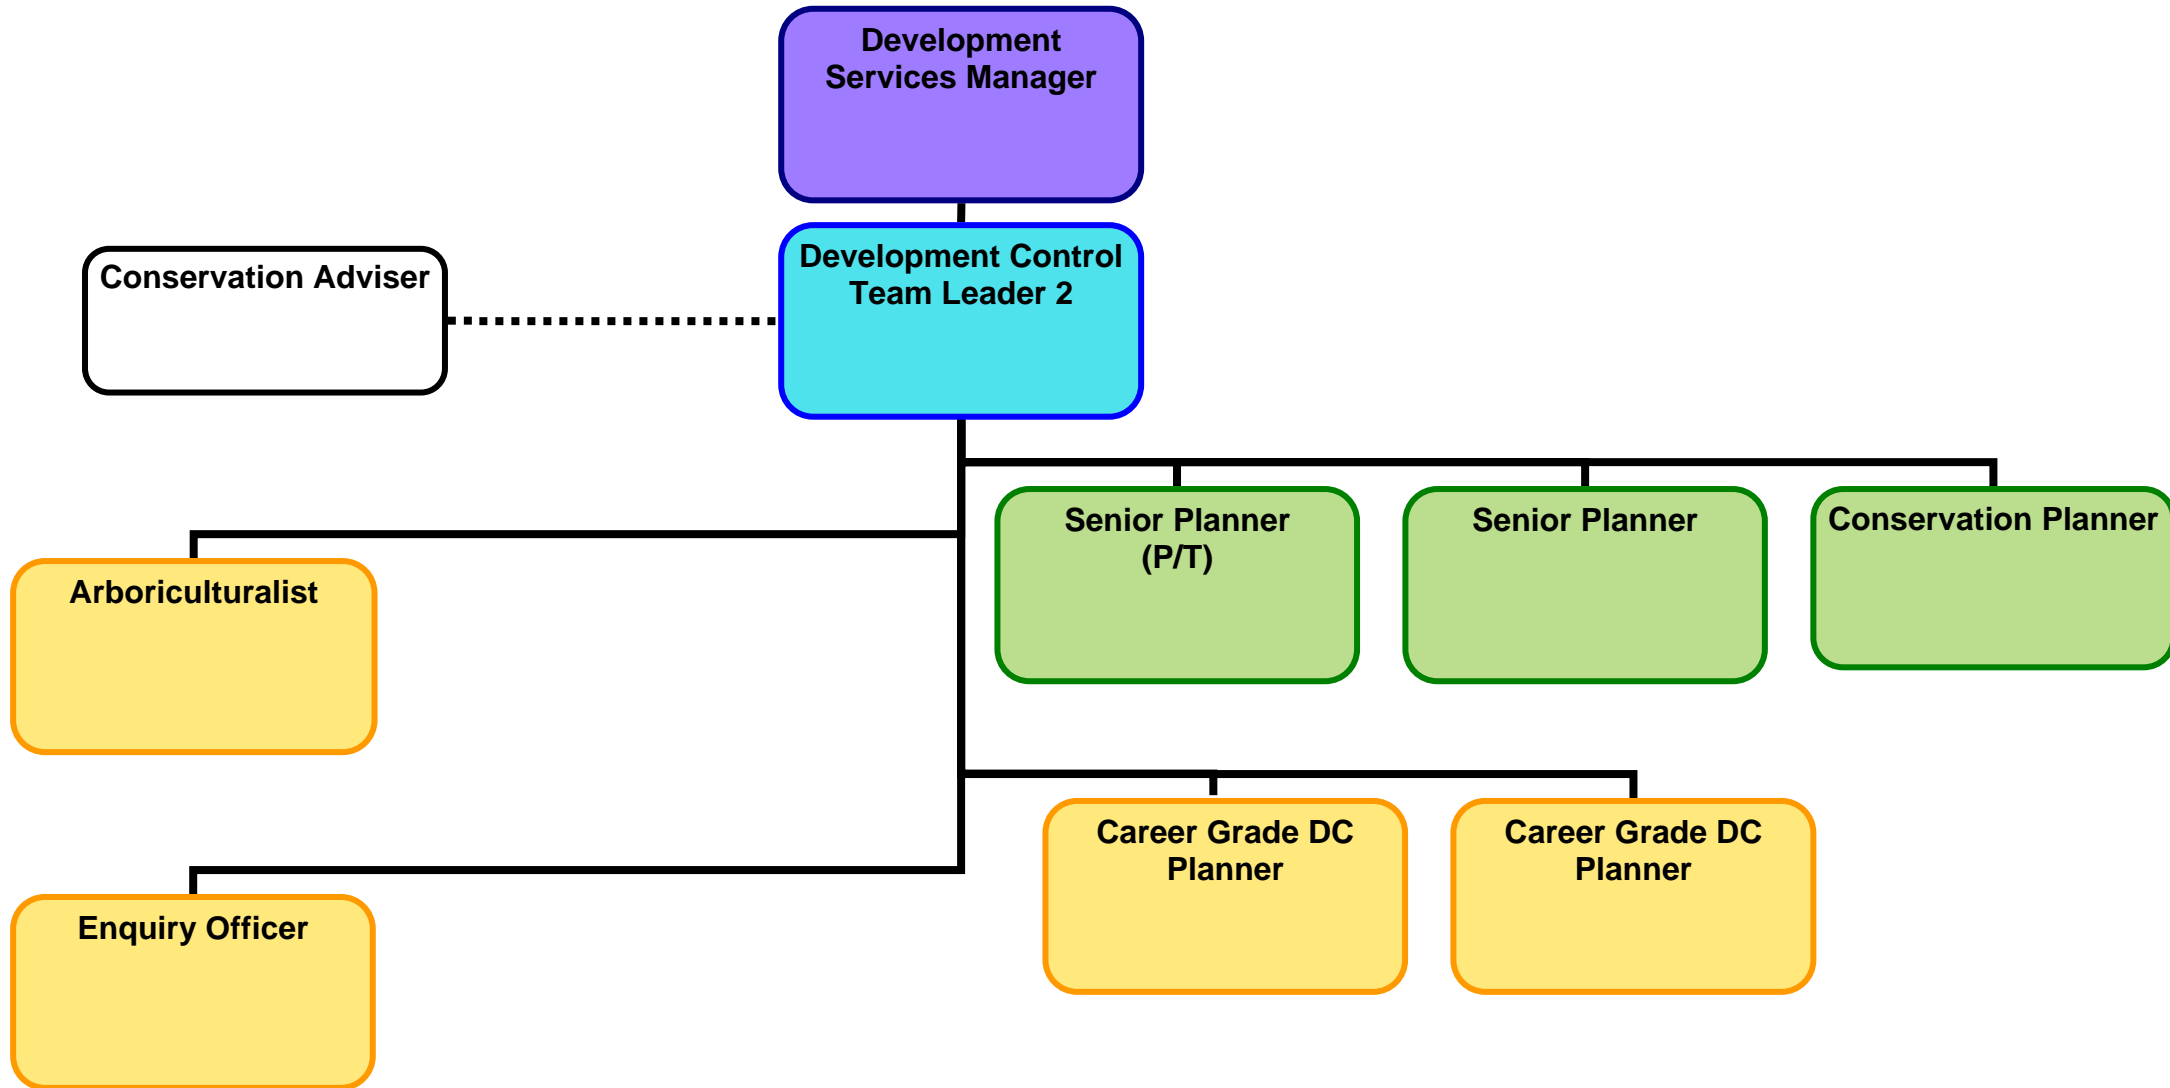 Development
Services Manager
Development Control
Team Leader 2
Conservation Adviser
Senior Planner
(P/T)
Senior Planner
Conservation Planner
Arboriculturalist
Career Grade DC
Planner
Career Grade DC
Planner
Enquiry Officer